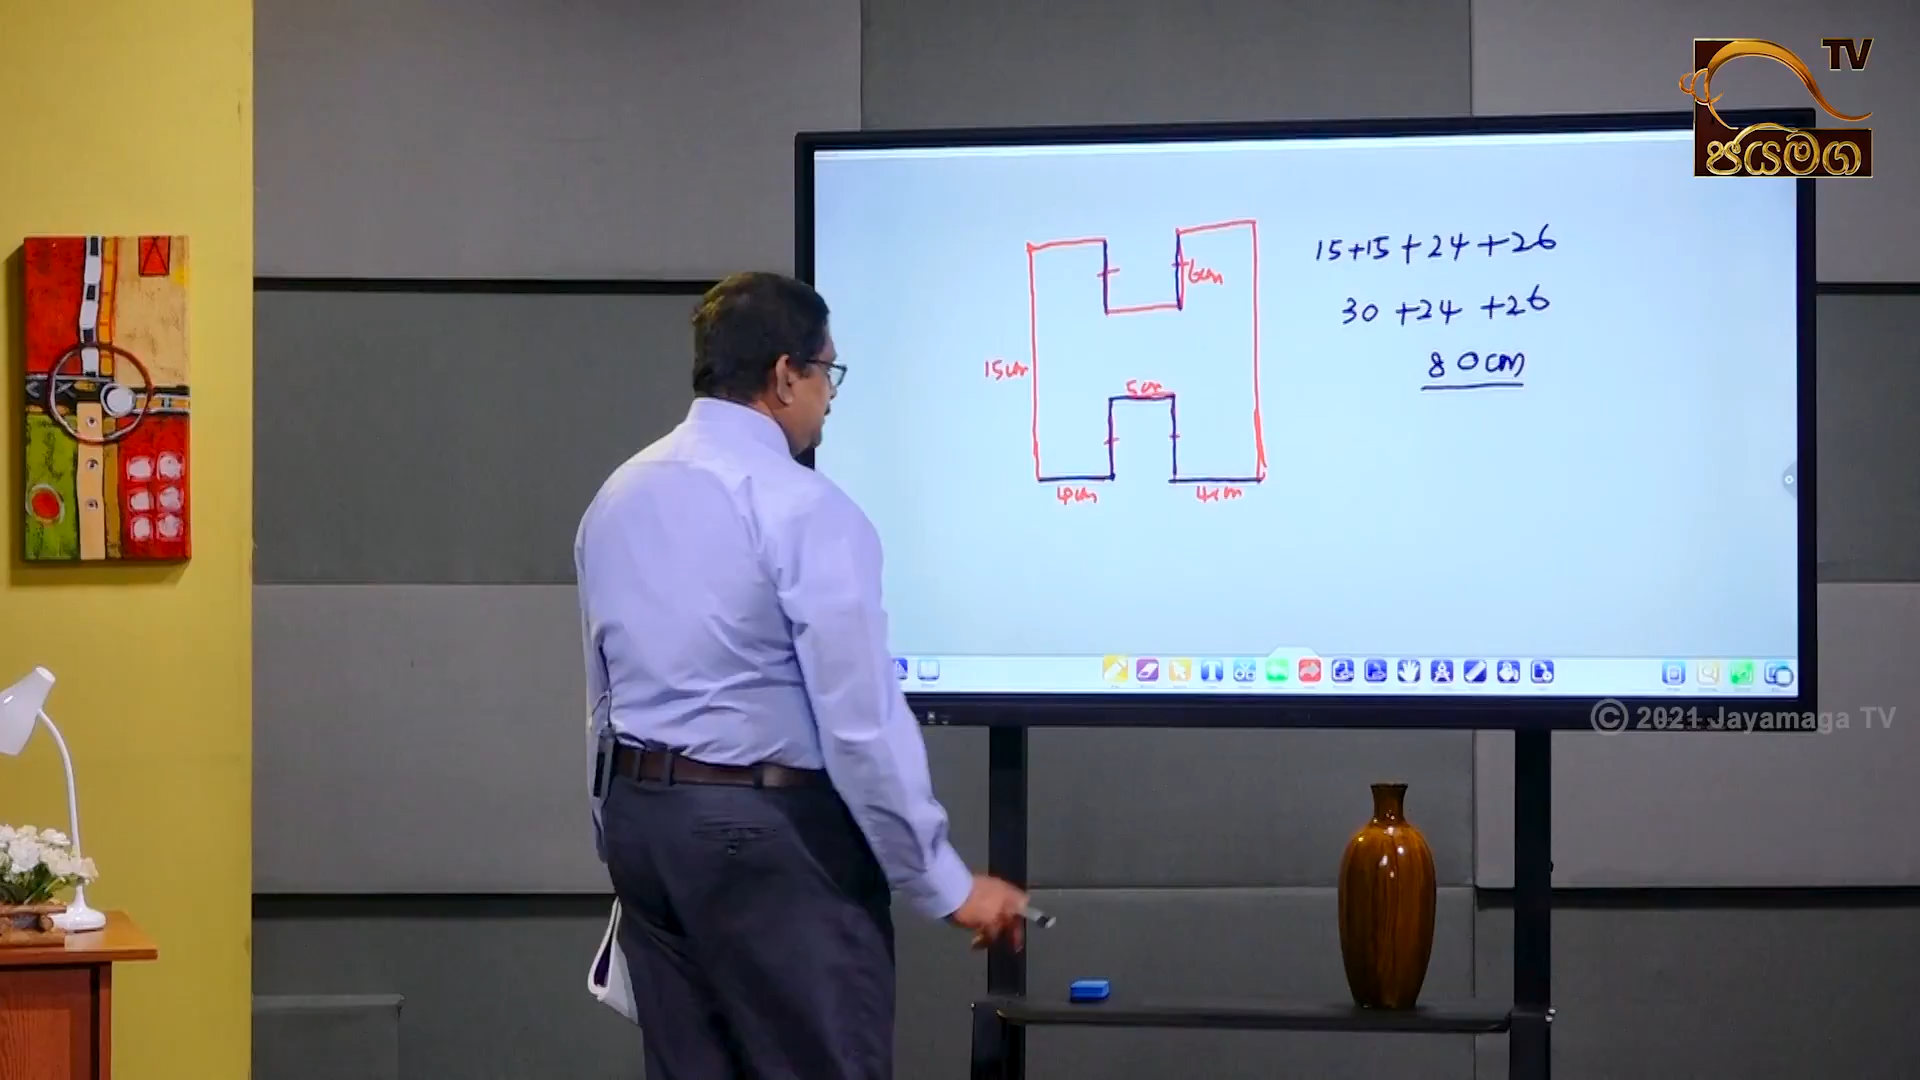 TV
ජයමග
15+15+24+26
30+24+26
80cm
6cm
15cm
5cm
4cm
4cm
© 2021 Jayamaga TV